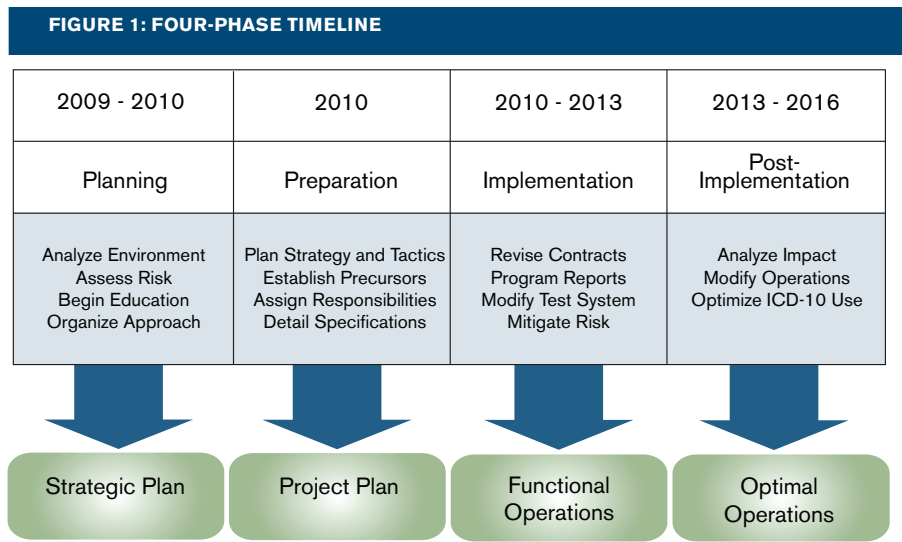 FIGURE 1: FOUR-PHASE TIMELINE
2009 - 2010
2010
2010 - 2013
2013 - 2016
Planning
Preparation
Implementation
Post-
Implementation
Analyze Environment
Assess Risk
Begin Education
Organize Approach
Plan Strategy and Tactics
Establish Precursors
Assign Responsibilities
Detail Specifications
Revise Contracts
Program Reports
Modify Test System
Mitigate Risk
Analyze Impact
Modify Operations
Optimize ICD-10 Use
Strategic Plan
Project Plan
Functional
Operations
Optimal
Operations